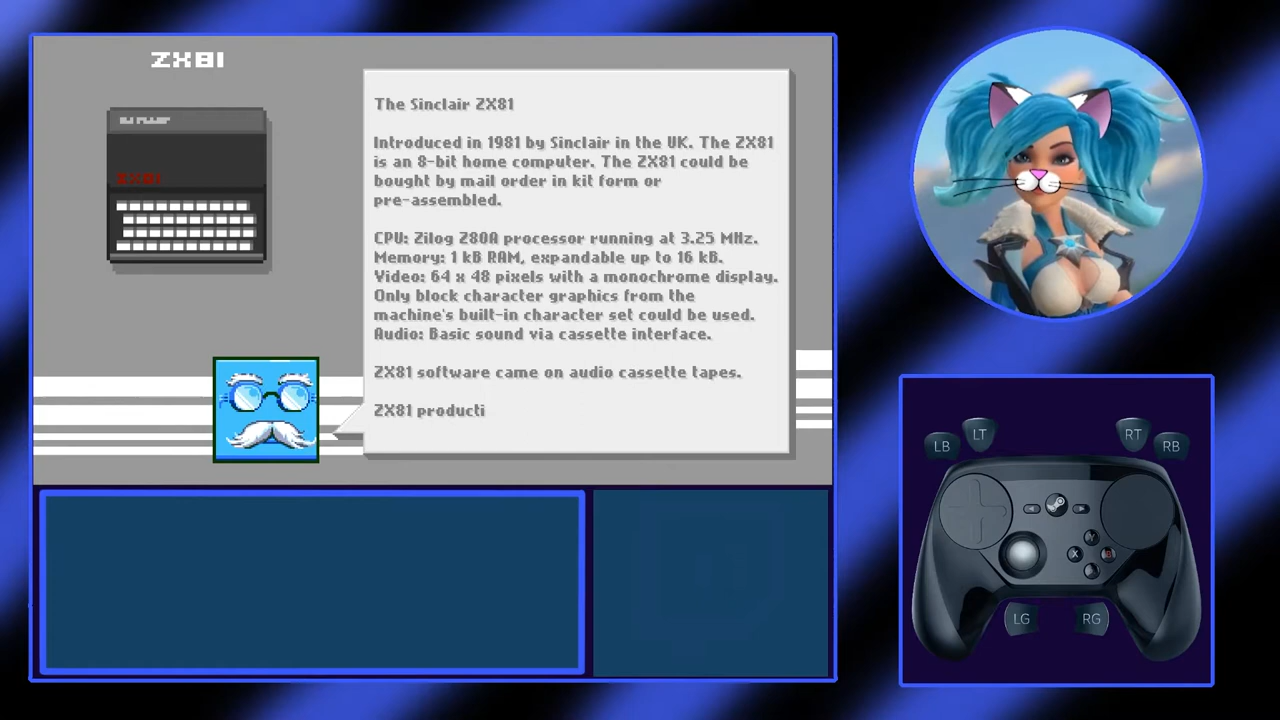 ZX81
ZX81
The Sinclair ZX81
Introduced in 1981 by Sinclair in the UK. The ZX81
is an 8-bit home computer. The ZX81 could be
bought by mail order in kit form or
pre-assembled.
CPU: Zilog Z80A processor running at 3.25 MHz.
Memory: 1 kB RAM, expandable up to 16 kB.
Video: 64 x 48 pixels with a monochrome display.
Only block character graphics from the
machine's built-in character set could be used.
Audio: Basic sound via cassette interface.
ZX81 software came on audio cassette tapes.
ZX81 producti
LB
LT
RT
RB
Y
X
B
LG
RG